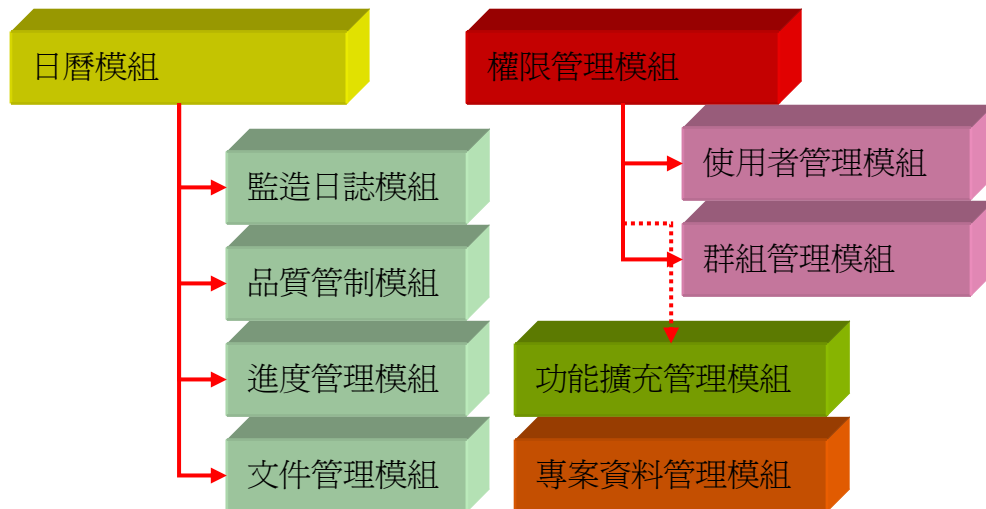 日曆模組
監造日誌模組
品質管制模組
進度管理模組
文件管理模組
權限管理模組
使用者管理模組
群組管理模組
功能擴充管理模組
專案資料管理模組